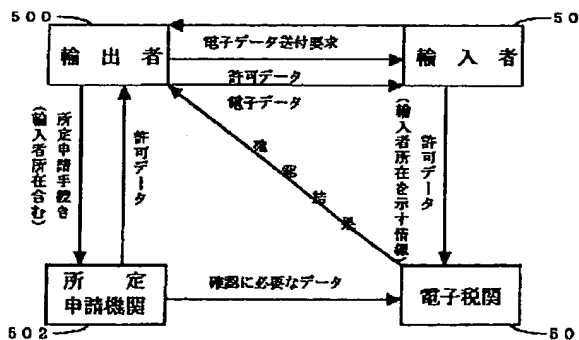 500
50
輸出者
電子データ送付要求
輸入者
許可データ
電子データ
所定申請手続き
(輸入者所在含む)
許可データ
確認結果
(輸入者所在を示す情報)
許可データ
所定
申請機関
確認に必要なデータ
電子税関
502
60